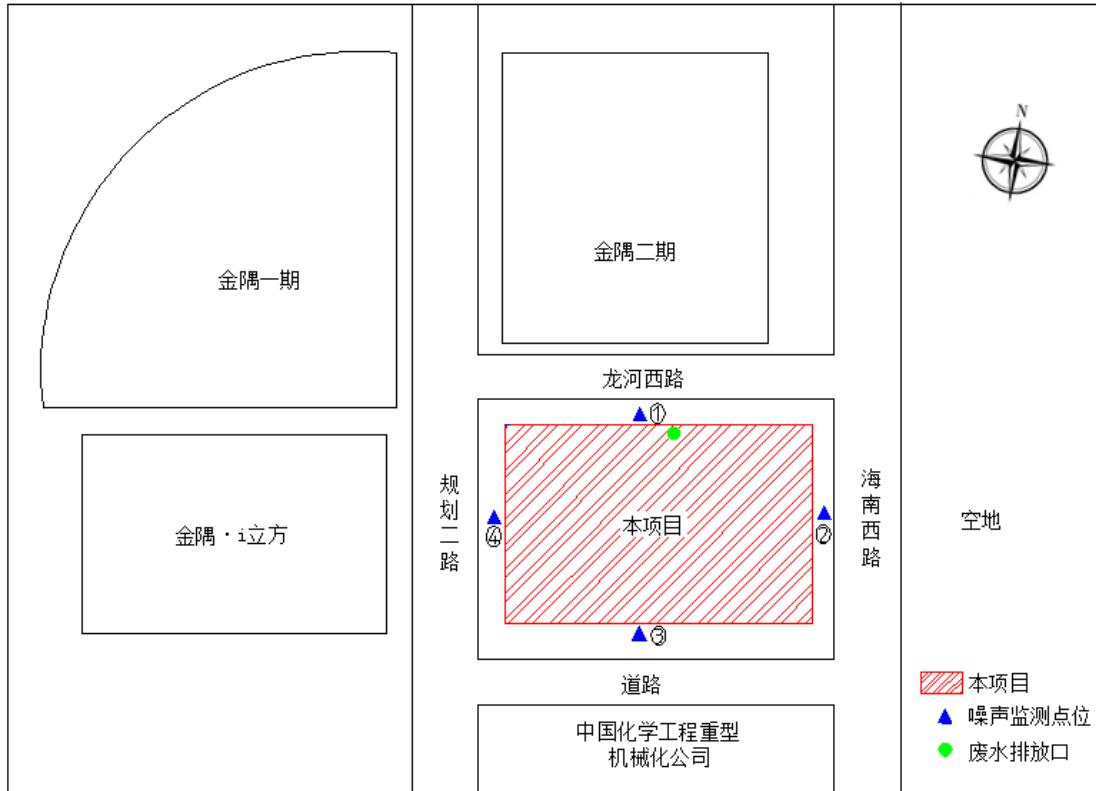 N
金隅一期
金隅二期
龙河西路
①
规划二路
④
本项目
②
海南西路
空地
金隅·i立方
③
道路
中国化学工程重型
机械化公司
本项目
噪声监测点位
废水排放口